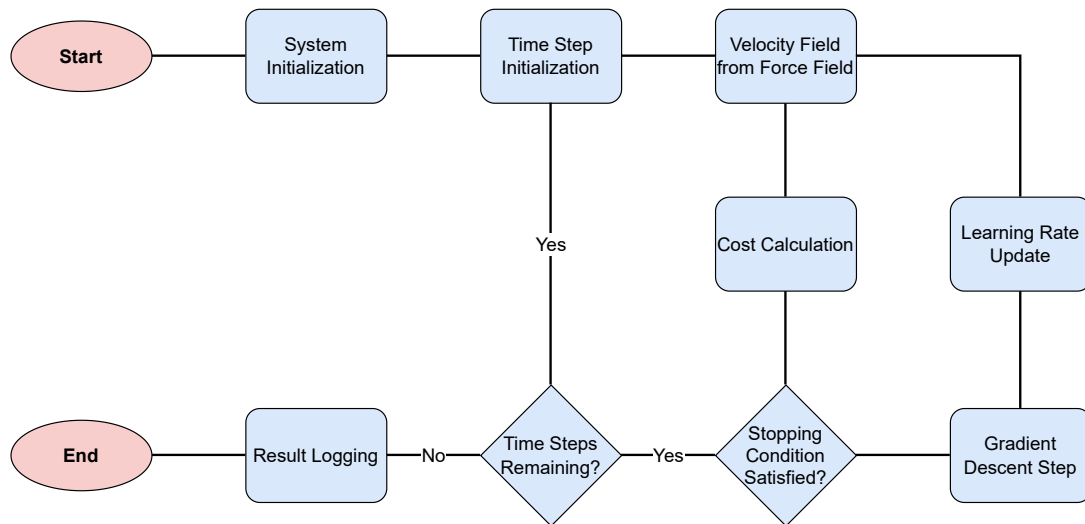 Start
System
Initialization
Time Step
Initialization
Velocity Field
from Force Field
Yes
Cost Calculation
Learning Rate
Update
End
Result Logging
No
Time Steps
Remaining?
Yes
Stopping
Condition
Satisfied?
Gradient
Descent Step